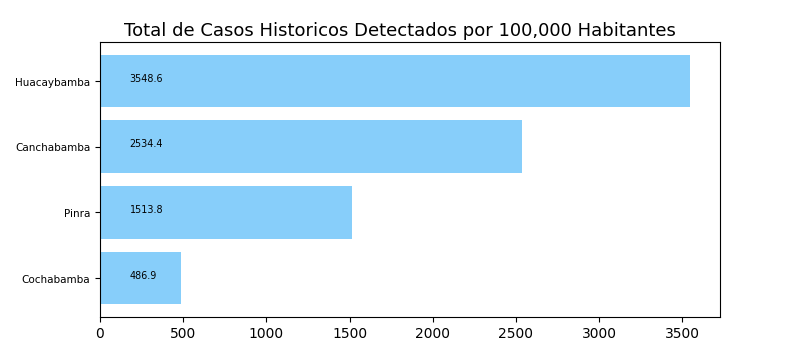 Total de Casos Historicos Detectados por 100,000 Habitantes
Huacaybamba 3548.6
Canchabamba 2534.4
Pinra 1513.8
Cochabamba 486.9
0 500 1000 1500 2000 2500 3000 3500